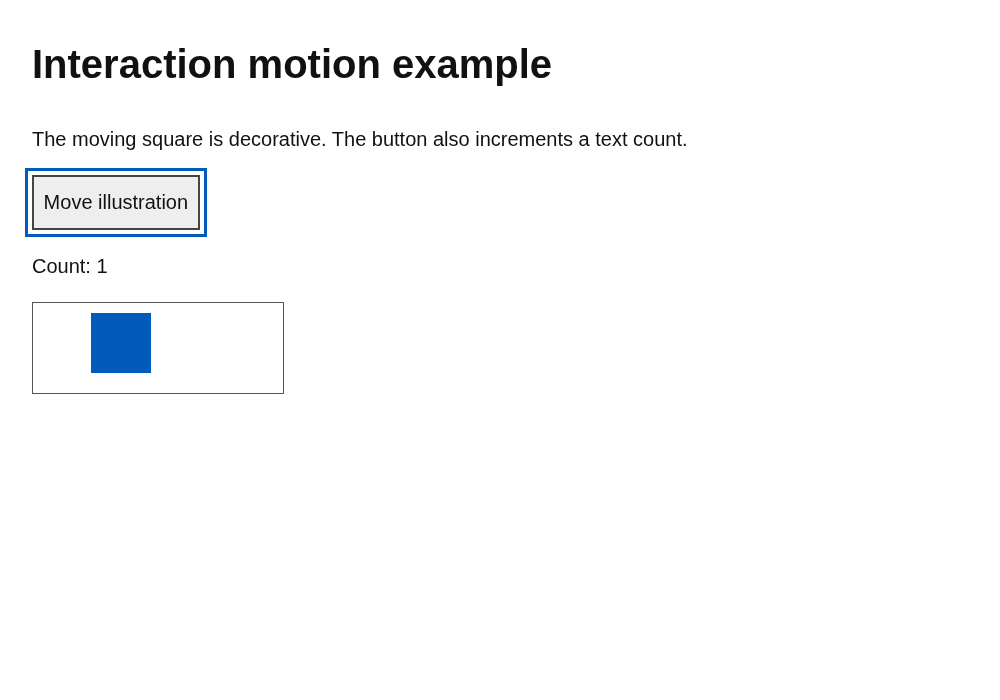 Interaction motion example
The moving square is decorative. The button also increments a text count.
Move illustration
Count: 1